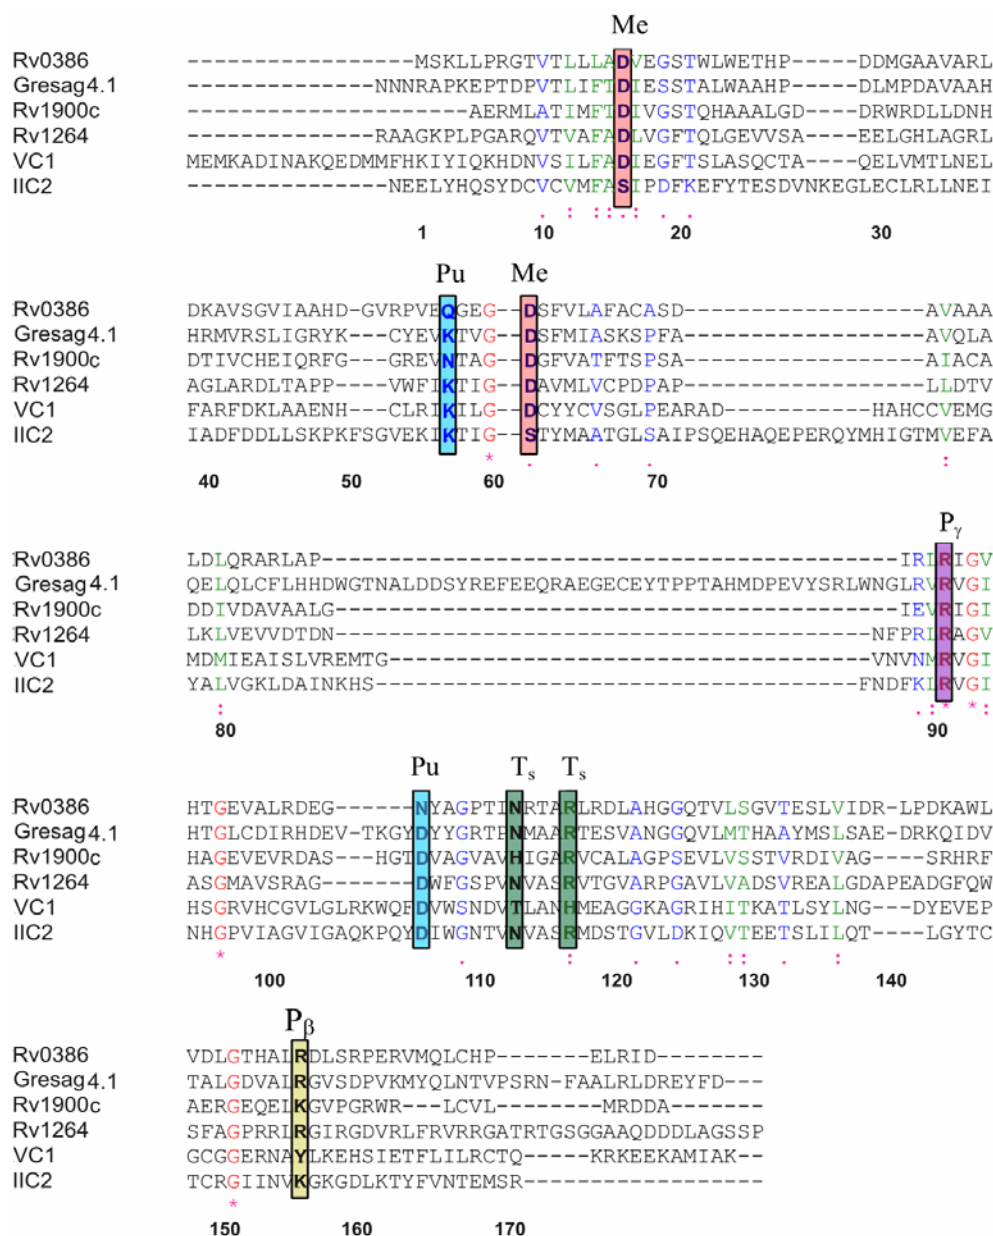 Me
Rv0386 -----------------MSKLLPRGTVTLLLADVEGSTWLWETHP----DDMGAAVARL
Gresag4.1 --------------NNNRAPKEPTDPVTLIFTDIESSTALWAAHP----DLMPDAVAAH
Rv1900c ---------------------AERMLATIMFTDIVGSTQHAAALGD---DRWRDLLDNH
Rv1264 --------------RAAGKPLPGARQVTVAFADLVGFTQLGEVVSA---EELGHLAGRL
VC1 MEMKADINAKQEDMMFHKIYIQKHDNVSILFADIEGFTSLASQCTA---QELVMTLNEL
IIC2 ---------------NEELYHQSYDCVCVMFASIPDFKEFYTESDVNKEGLECLRLLNEI
. : : : . : . .
1 10 20 30
Pu Me
Rv0386 DKAVSGVIAAHD-GVRPVEQGEG--DSFVLAFACASD------------------AVAAA
Gresag4.1 HRMVRSLIGRYK---CYEVKTVG--DSFMIASKSPFA------------------AVQLA
Rv1900c DTIVCHEIQRFG---GREVNTAG--DGFVATFTSPSA------------------AIACA
Rv1264 AGLARDLTAPP----VWFIKTIG--DAVMLVCPDPAP------------------LLDTV
VC1 FARFDKLAAENH---CLRIKILG--DCYYCVSGLPEARAD-----------HAHCCVEMG
IIC2 IADFDDLLSKPKFSGVEKIKTIG--STYMAATGLSAIPSQEHAQEPERQYMHIGTMVEFA
* . . . :
40 50 60 70
Pγ
Rv0386 LDLQRARLAP-------------------------------------------IRLRIGV
Gresag4.1 QELQLCFLHHDWGTNALDDSYREFEEQRAEGECEYTPPTAHMDPEVYSRLWNGLRVRVGI
Rv1900c DDIVDAVAALG------------------------------------------IEVRIGI
Rv1264 LKLVEVVDTDN----------------------------------------NFPRLRAGV
VC1 MDMIEAISLVREMTG------------------------------------VNVNMRVGI
IIC2 YALVGKLDAINKHS------------------------------------FNDFKLRVGI
: . : * * :
80 90
Pu Ts Ts
Rv0386 HTGEVALRDEG------NYAGPTINRTARLRDLAHGGQTVLSGVTESLVIDR-LPDKAWL
Gresag4.1 HTGLCDIRHDEV-TKGYDYYGRTPNMAARTESVANGGQVLMTHAAYMSLSAE-DRKQIDV
Rv1900c HAGEVEVRDAS---HGTDVAGVAVHIGARVCALAGPSEVLVSSTVRDIVAG----SRHRF
Rv1264 ASGMAVSRAG-------DWFGSPVNVASRVTGVARPGAVLVADSVREALGDAPEADGFQW
VC1 HSGRVHCGVLGLRKWQFDVWSNDVTLANHMEAGGKAGRIHITKATLSYLNG---DYEVEP
IIC2 NHGPVIAGVIGAQKPQYDIWGNTVNVASRMDSTGVLDKIQVTEETSLILQT----LGYTC
* . : . . : : . :
100 110 120 130 140
Pβ
Rv0386 VDLGTHALRDLSRPERVMQLCHP-------ELRID--------
Gresag4.1 TALGDVALRGVSDPVKMYQLNTVPSRN-FAALRLDREYFD---
Rv1900c AERGEQELKGVPGRWR---LCVL-------MRDDA--------
Rv1264 SFAGPRRLRGIRGDVRLFRVRRGATRTGSGGAAQDDDLAGSSP
VC1 GCGGERNAYLKEHSIETFLILRCTQ-----KRKEEKAMIAK--
IIC2 TCRGIINVKGKGDLKTYFVNTEMSR------------------
*
150 160 170